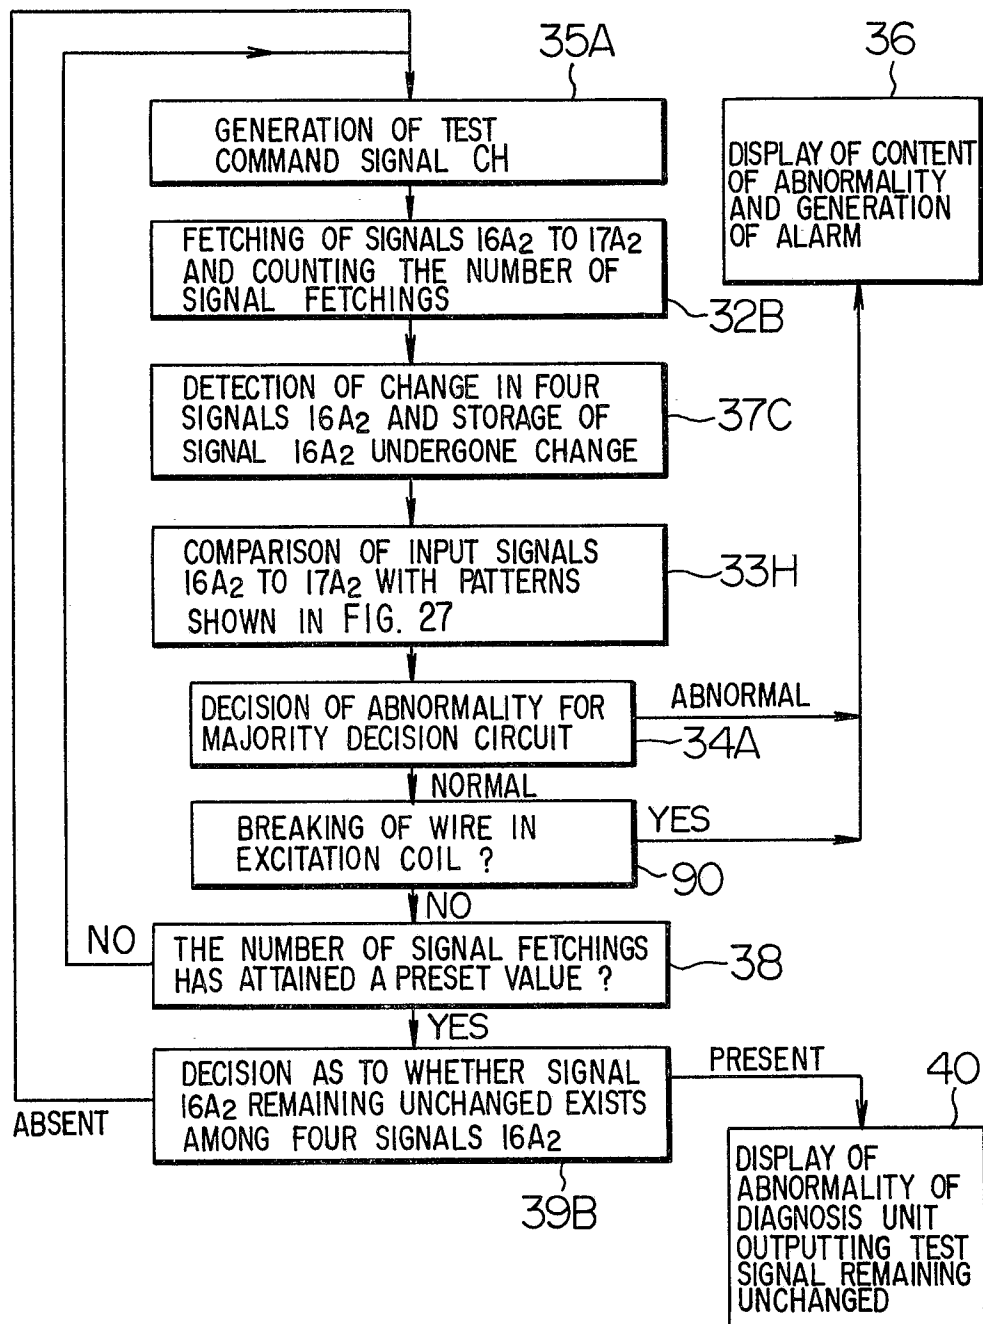 35A
GENERATION OF TEST
COMMAND SIGNAL CH
36
DISPLAY OF CONTENT
OF ABNORMALITY
AND GENERATION
OF ALARM
FETCHING OF SIGNALS 16A2 TO 17A2
AND COUNTING THE NUMBER OF
SIGNAL FETCHINGS
32B
DETECTION OF CHANGE IN FOUR
SIGNALS 16A2 AND STORAGE OF
SIGNAL 16A2 UNDERGONE CHANGE
37C
COMPARISON OF INPUT SIGNALS
16A2 TO 17A2 WITH PATTERNS
SHOWN IN FIG. 27
33H
DECISION OF ABNORMALITY FOR
MAJORITY DECISION CIRCUIT
ABNORMAL
34A
NORMAL
BREAKING OF WIRE IN
EXCITATION COIL ?
YES
90
NO
NO
THE NUMBER OF SIGNAL FETCHINGS
HAS ATTAINED A PRESET VALUE ?
38
YES
DECISION AS TO WHETHER SIGNAL
16A2 REMAINING UNCHANGED EXISTS
AMONG FOUR SIGNALS 16A2
ABSENT
PRESENT
39B
40
DISPLAY OF
ABNORMALITY OF
DIAGNOSIS UNIT
OUTPUTTING TEST
SIGNAL REMAINING
UNCHANGED